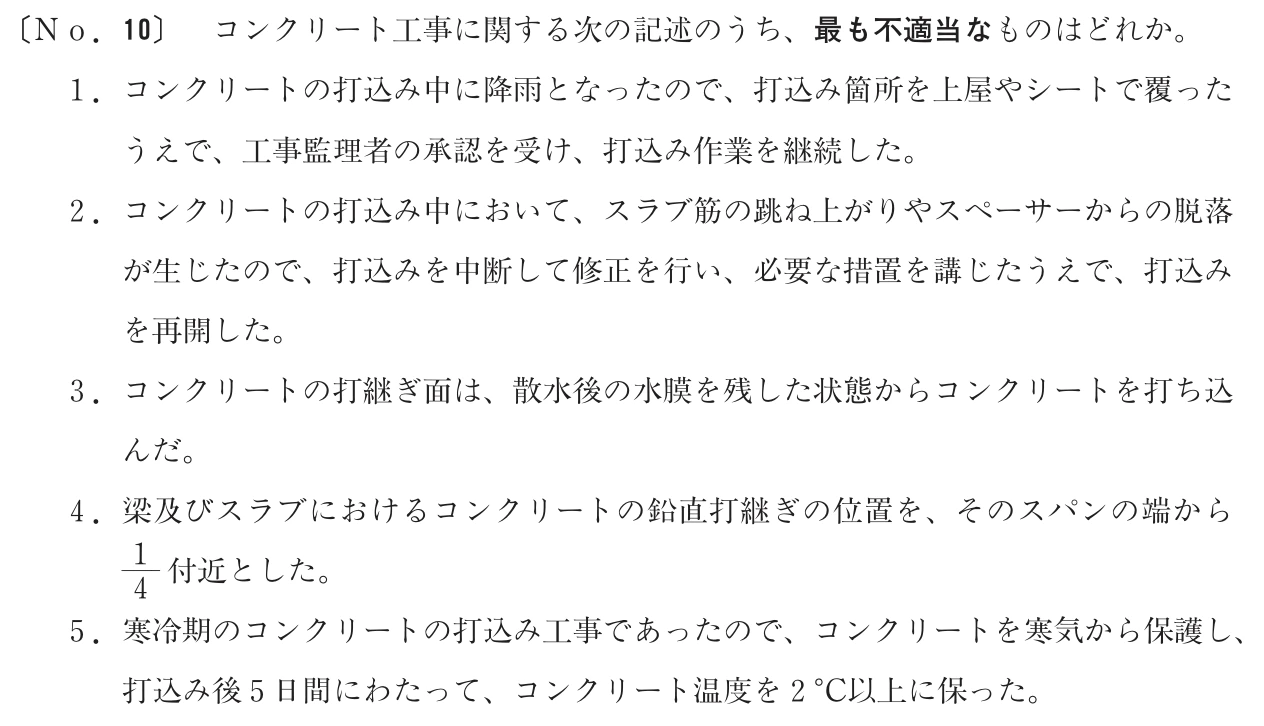 〔No. 10〕 コンクリート工事に関する次の記述のうち、最も不適当なものはどれか。
1. コンクリートの打込み中に降雨となったので、打込み箇所を上屋やシートで覆った
うえで、工事監理者の承認を受け、打込み作業を継続した。
2. コンクリートの打込み中において、スラブ筋の跳ね上がりやスペーサーからの脱落
が生じたので、打込みを中断して修正を行い、必要な措置を講じたうえで、打込み
を再開した。
3. コンクリートの打継ぎ面は、散水後の水膜を残した状態からコンクリートを打ち込
んだ。
4. 梁及びスラブにおけるコンクリートの鉛直打継ぎの位置を、そのスパンの端から
1/4 付近とした。
5. 寒冷期のコンクリートの打込み工事であったので、コンクリートを寒気から保護し、
打込み後5日間にわたって、コンクリート温度を2℃以上に保った。